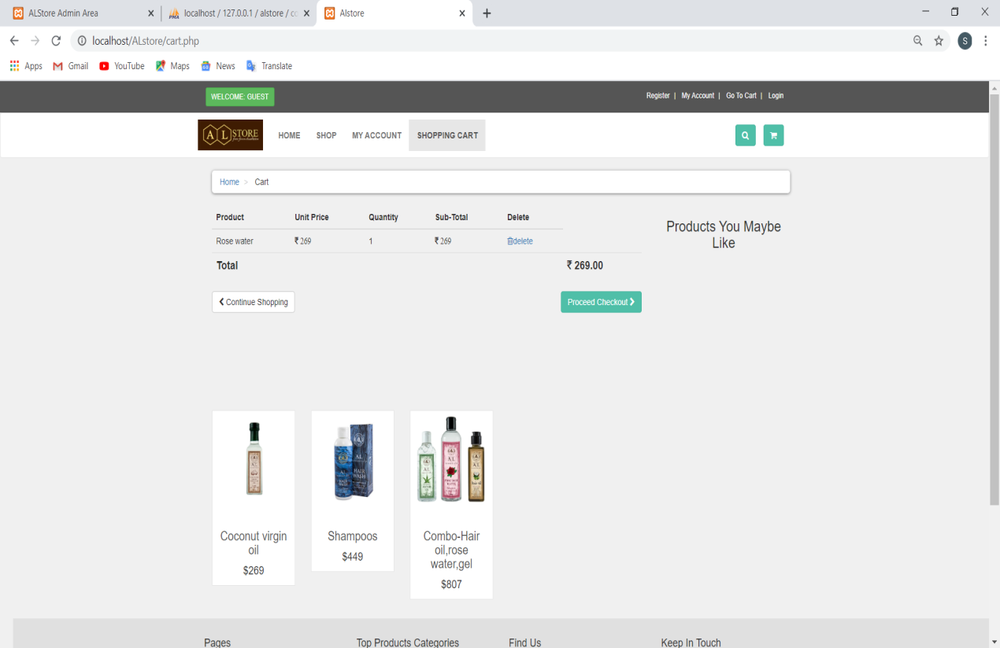 ALStore Admin Area
localhost / 127.0.0.1 / alstore / co
Alstore
localhost/ALstore/cart.php
S
Apps Gmail YouTube Maps News Translate
WELCOME: GUEST
Register | My Account | Go To Cart | Login
AL STORE
HOME SHOP MY ACCOUNT SHOPPING CART
Home > Cart
Product Unit Price Quantity Sub-Total Delete
Rose water ₹ 269 1 ₹ 269 delete
Total ₹ 269.00
Continue Shopping
Proceed Checkout
Products You Maybe
Like
HAIR
WASH
Coconut virgin
oil
$269
Shampoos
$449
Combo-Hair
oil,rose
water,gel
$807
Pages Top Products Categories Find Us Keep In Touch